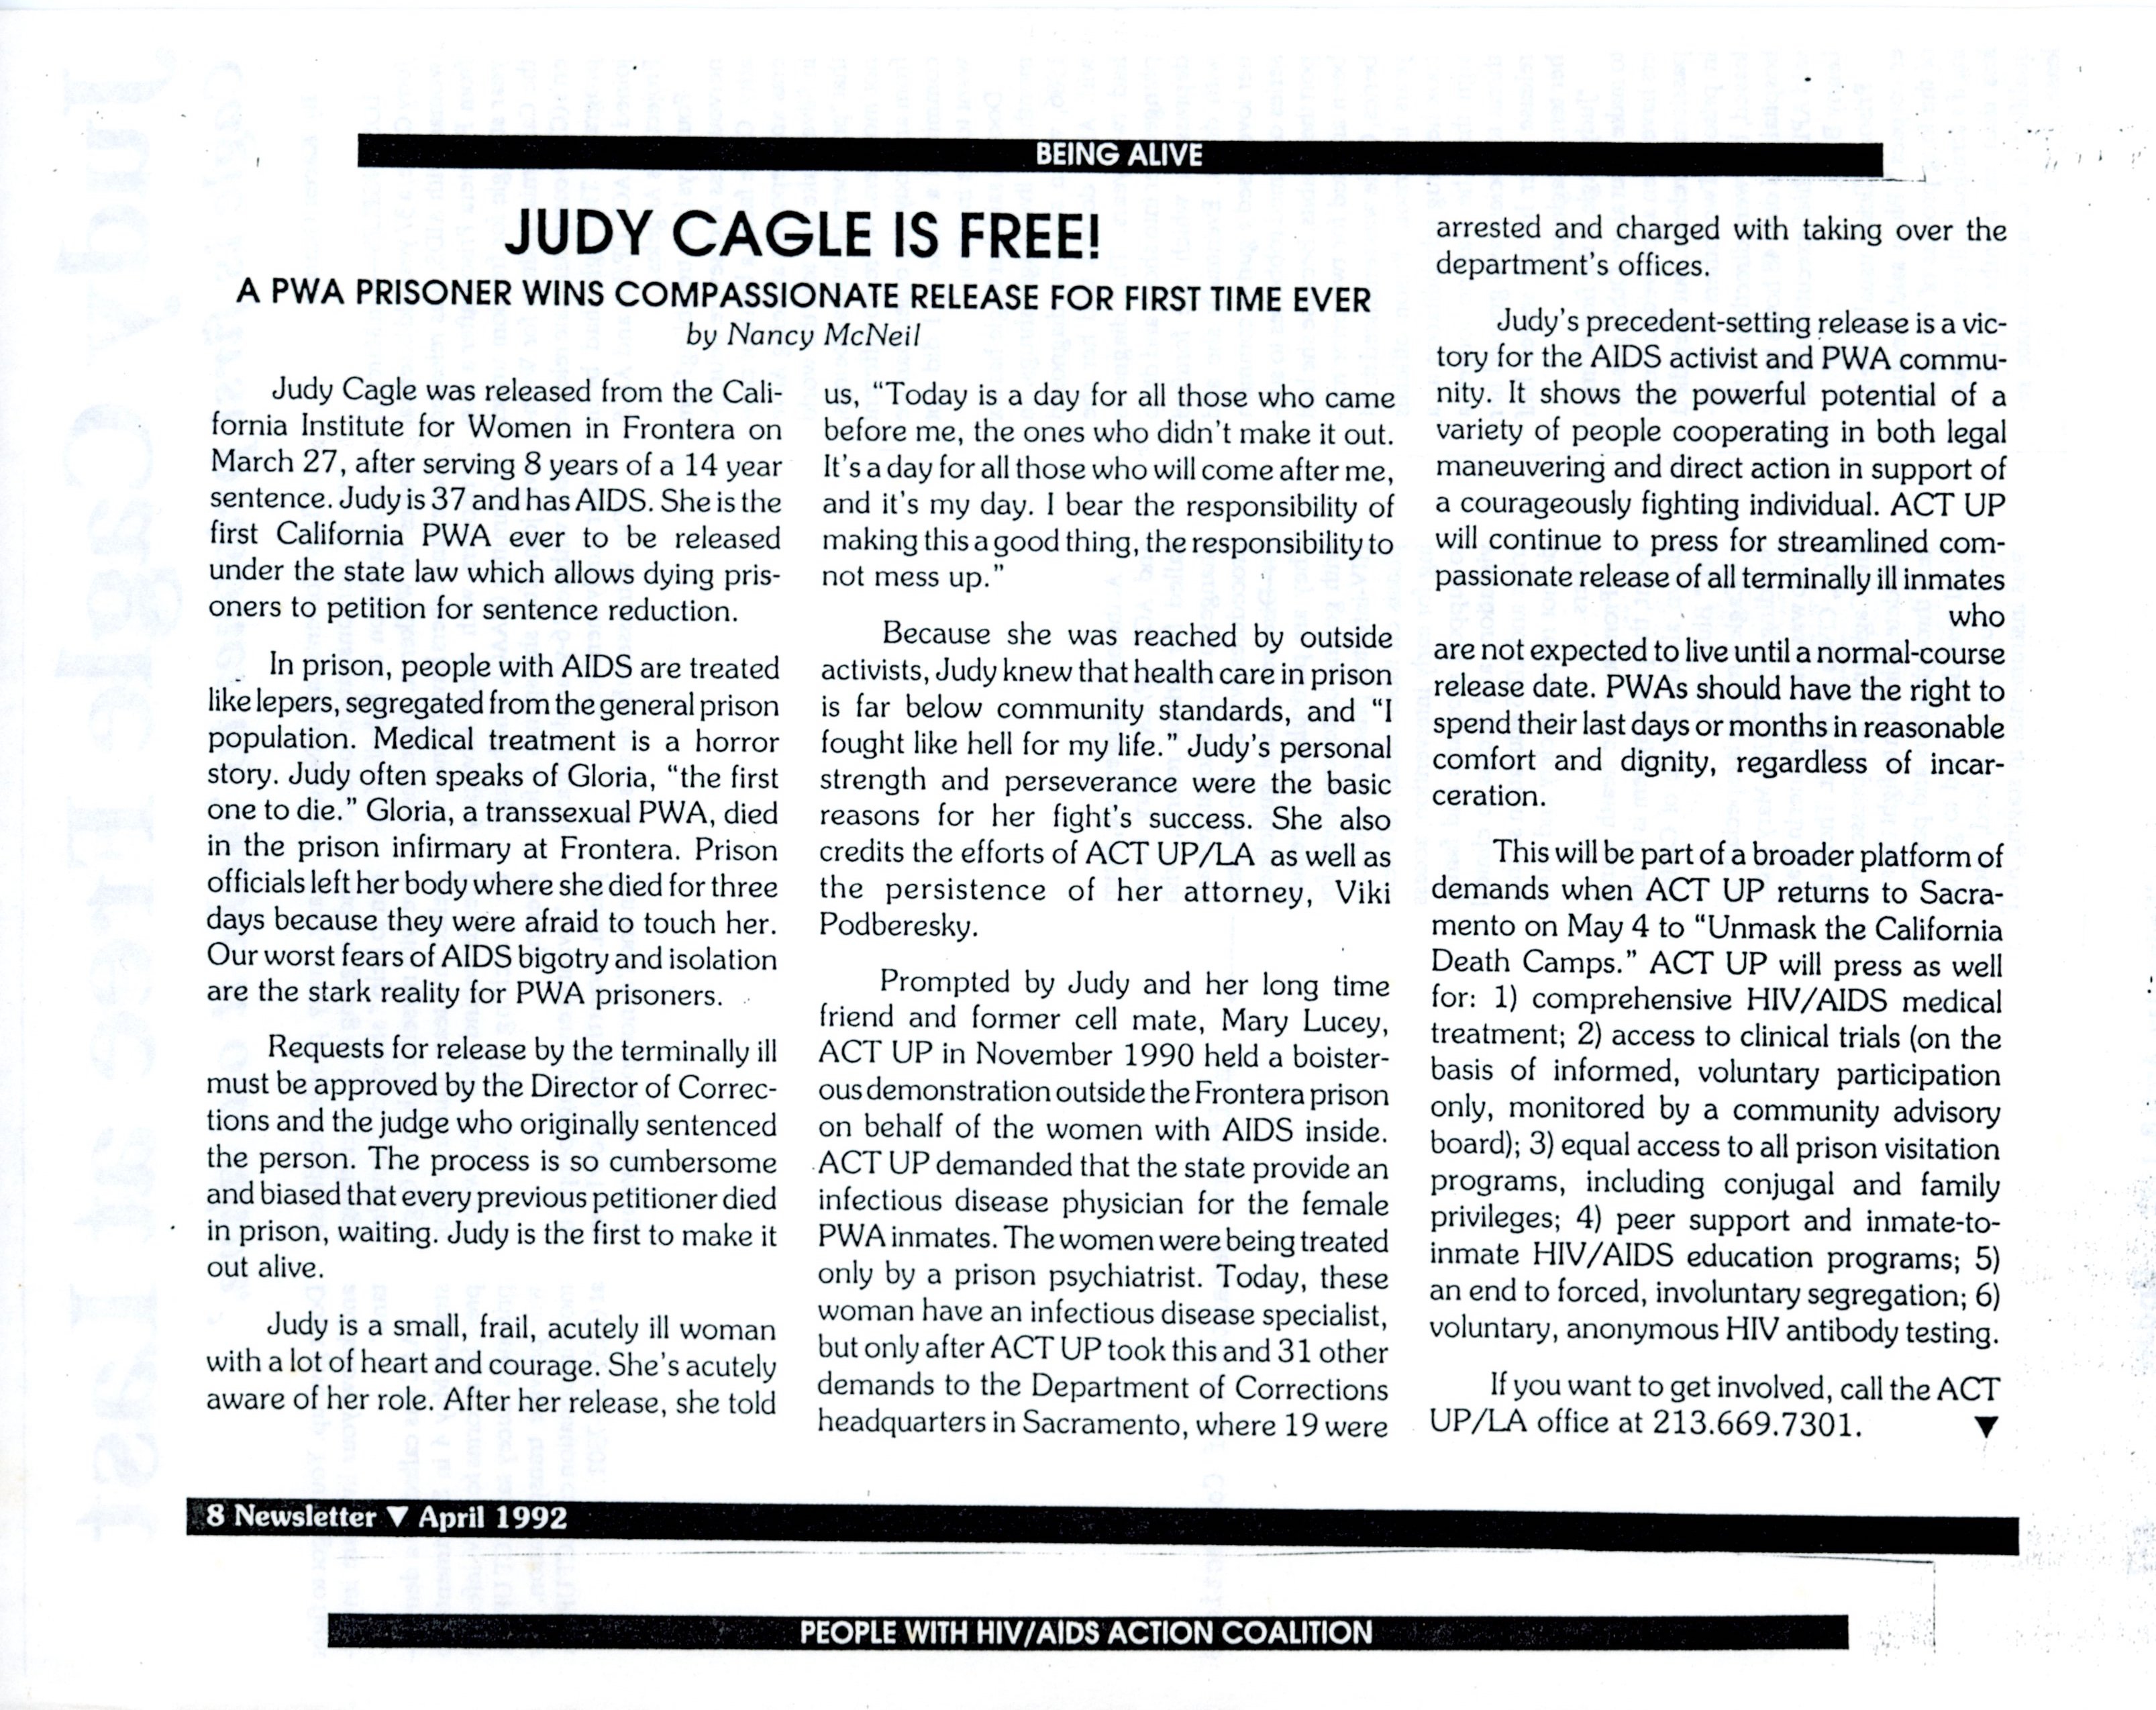 BEING ALIVE
JUDY CAGLE IS FREE!
A PWA PRISONER WINS COMPASSIONATE RELEASE FOR FIRST TIME EVER
by Nancy McNeil
Judy Cagle was released from the Cali-
fornia Institute for Women in Frontera on
March 27, after serving 8 years of a 14 year
sentence. Judy is 37 and has AIDS. She is the
first California PWA ever to be released
under the state law which allows dying pris-
oners to petition for sentence reduction.
In prison, people with AIDS are treated
like lepers, segregated from the general prison
population. Medical treatment is a horror
story. Judy often speaks of Gloria, “the first
one to die.” Gloria, a transsexual PWA, died
in the prison infirmary at Frontera. Prison
officials left her body where she died for three
days because they were afraid to touch her.
Our worst fears of AIDS bigotry and isolation
are the stark reality for PWA prisoners.
Requests for release by the terminally ill
must be approved by the Director of Correc-
tions and the judge who originally sentenced
the person. The process is so cumbersome
and biased that every previous petitioner died
in prison, waiting. Judy is the first to make it
out alive.
Judy is a small, frail, acutely ill woman
with a lot of heart and courage. She's acutely
aware of her role. After her release, she told
us, “Today is a day for all those who came
before me, the ones who didn't make it out.
It's a day for all those who will come after me,
and it's my day. I bear the responsibility of
making this a good thing, the responsibility to
not mess up.”
Because she was reached by outside
activists, Judy knew that health care in prison
is far below community standards, and “I
fought like hell for my life.” Judy's personal
strength and perseverance were the basic
reasons for her fight's success. She also
credits the efforts of ACT UP/LA as well as
the persistence of her attorney, Viki
Podberesky.
Prompted by Judy and her long time
friend and former cell mate, Mary Lucey,
ACT UP in November 1990 held a boister-
ous demonstration outside the Frontera prison
on behalf of the women with AIDS inside.
ACT UP demanded that the state provide an
infectious disease physician for the female
PWA inmates. The women were being treated
only by a prison psychiatrist. Today, these
woman have an infectious disease specialist,
but only after ACT UP took this and 31 other
demands to the Department of Corrections
headquarters in Sacramento, where 19 were
arrested and charged with taking over the
department's offices.
Judy's precedent-setting release is a vic-
tory for the AIDS activist and PWA commu-
nity. It shows the powerful potential of a
variety of people cooperating in both legal
maneuvering and direct action in support of
a courageously fighting individual. ACT UP
will continue to press for streamlined com-
passionate release of all terminally ill inmates
who
are not expected to live until a normal-course
release date. PWAs should have the right to
spend their last days or months in reasonable
comfort and dignity, regardless of incar-
ceration.
This will be part of a broader platform of
demands when ACT UP returns to Sacra-
mento on May 4 to “Unmask the California
Death Camps.” ACT UP will press as well
for: 1) comprehensive HIV/AIDS medical
treatment; 2) access to clinical trials (on the
basis of informed, voluntary participation
only, monitored by a community advisory
board); 3) equal access to all prison visitation
programs, including conjugal and family
privileges; 4) peer support and inmate-to-
inmate HIV/AIDS education programs; 5)
an end to forced, involuntary segregation; 6)
voluntary, anonymous HIV antibody testing.
If you want to get involved, call the ACT
UP/LA office at 213.669.7301. ▼
8 Newsletter ▼ April 1992
PEOPLE WITH HIV/AIDS ACTION COALITION